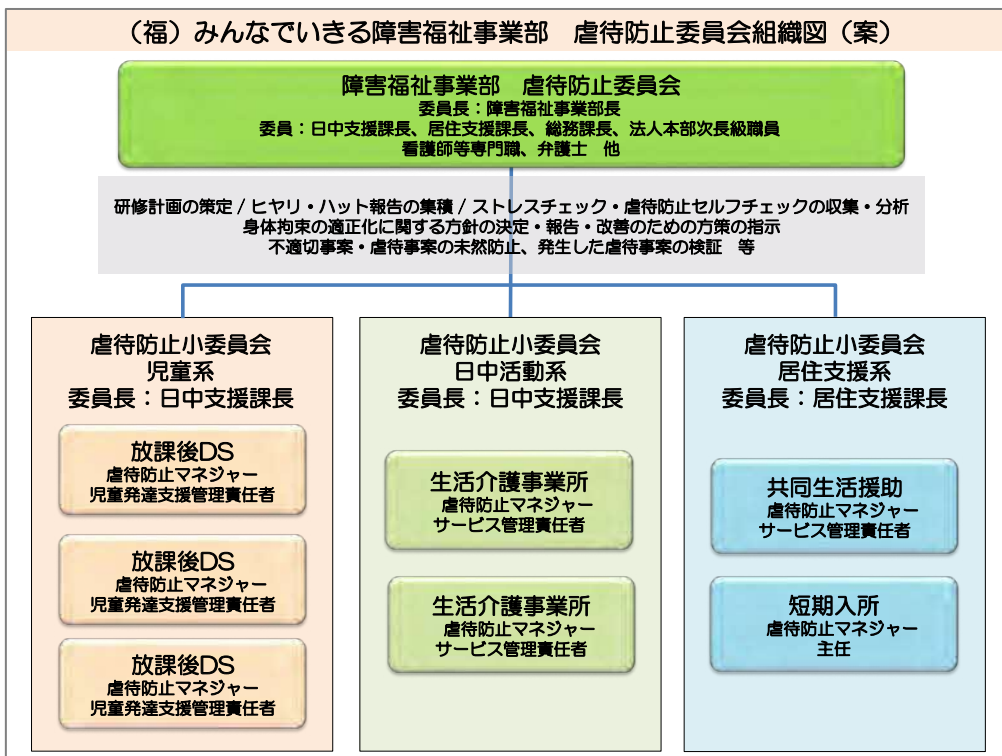 （福）みんなでいきる障害福祉事業部　虐待防止委員会組織図（案）
障害福祉事業部　虐待防止委員会
委員長：障害福祉事業部長
委員：日中支援課長、居住支援課長、総務課長、法人本部次長級職員
看護師等専門職、弁護士　他
研修計画の策定 / ヒヤリ・ハット報告の集積 / ストレスチェック・虐待防止セルフチェックの収集・分析
身体拘束の適正化に関する方針の決定・報告・改善のための方策の指示
不適切事案・虐待事案の未然防止、発生した虐待事案の検証　等
虐待防止小委員会
児童系
委員長：日中支援課長
放課後DS
虐待防止マネジャー
児童発達支援管理責任者
放課後DS
虐待防止マネジャー
児童発達支援管理責任者
放課後DS
虐待防止マネジャー
児童発達支援管理責任者
虐待防止小委員会
日中活動系
委員長：日中支援課長
生活介護事業所
虐待防止マネジャー
サービス管理責任者
生活介護事業所
虐待防止マネジャー
サービス管理責任者
虐待防止小委員会
居住支援系
委員長：居住支援課長
共同生活援助
虐待防止マネジャー
サービス管理責任者
短期入所
虐待防止マネジャー
主任